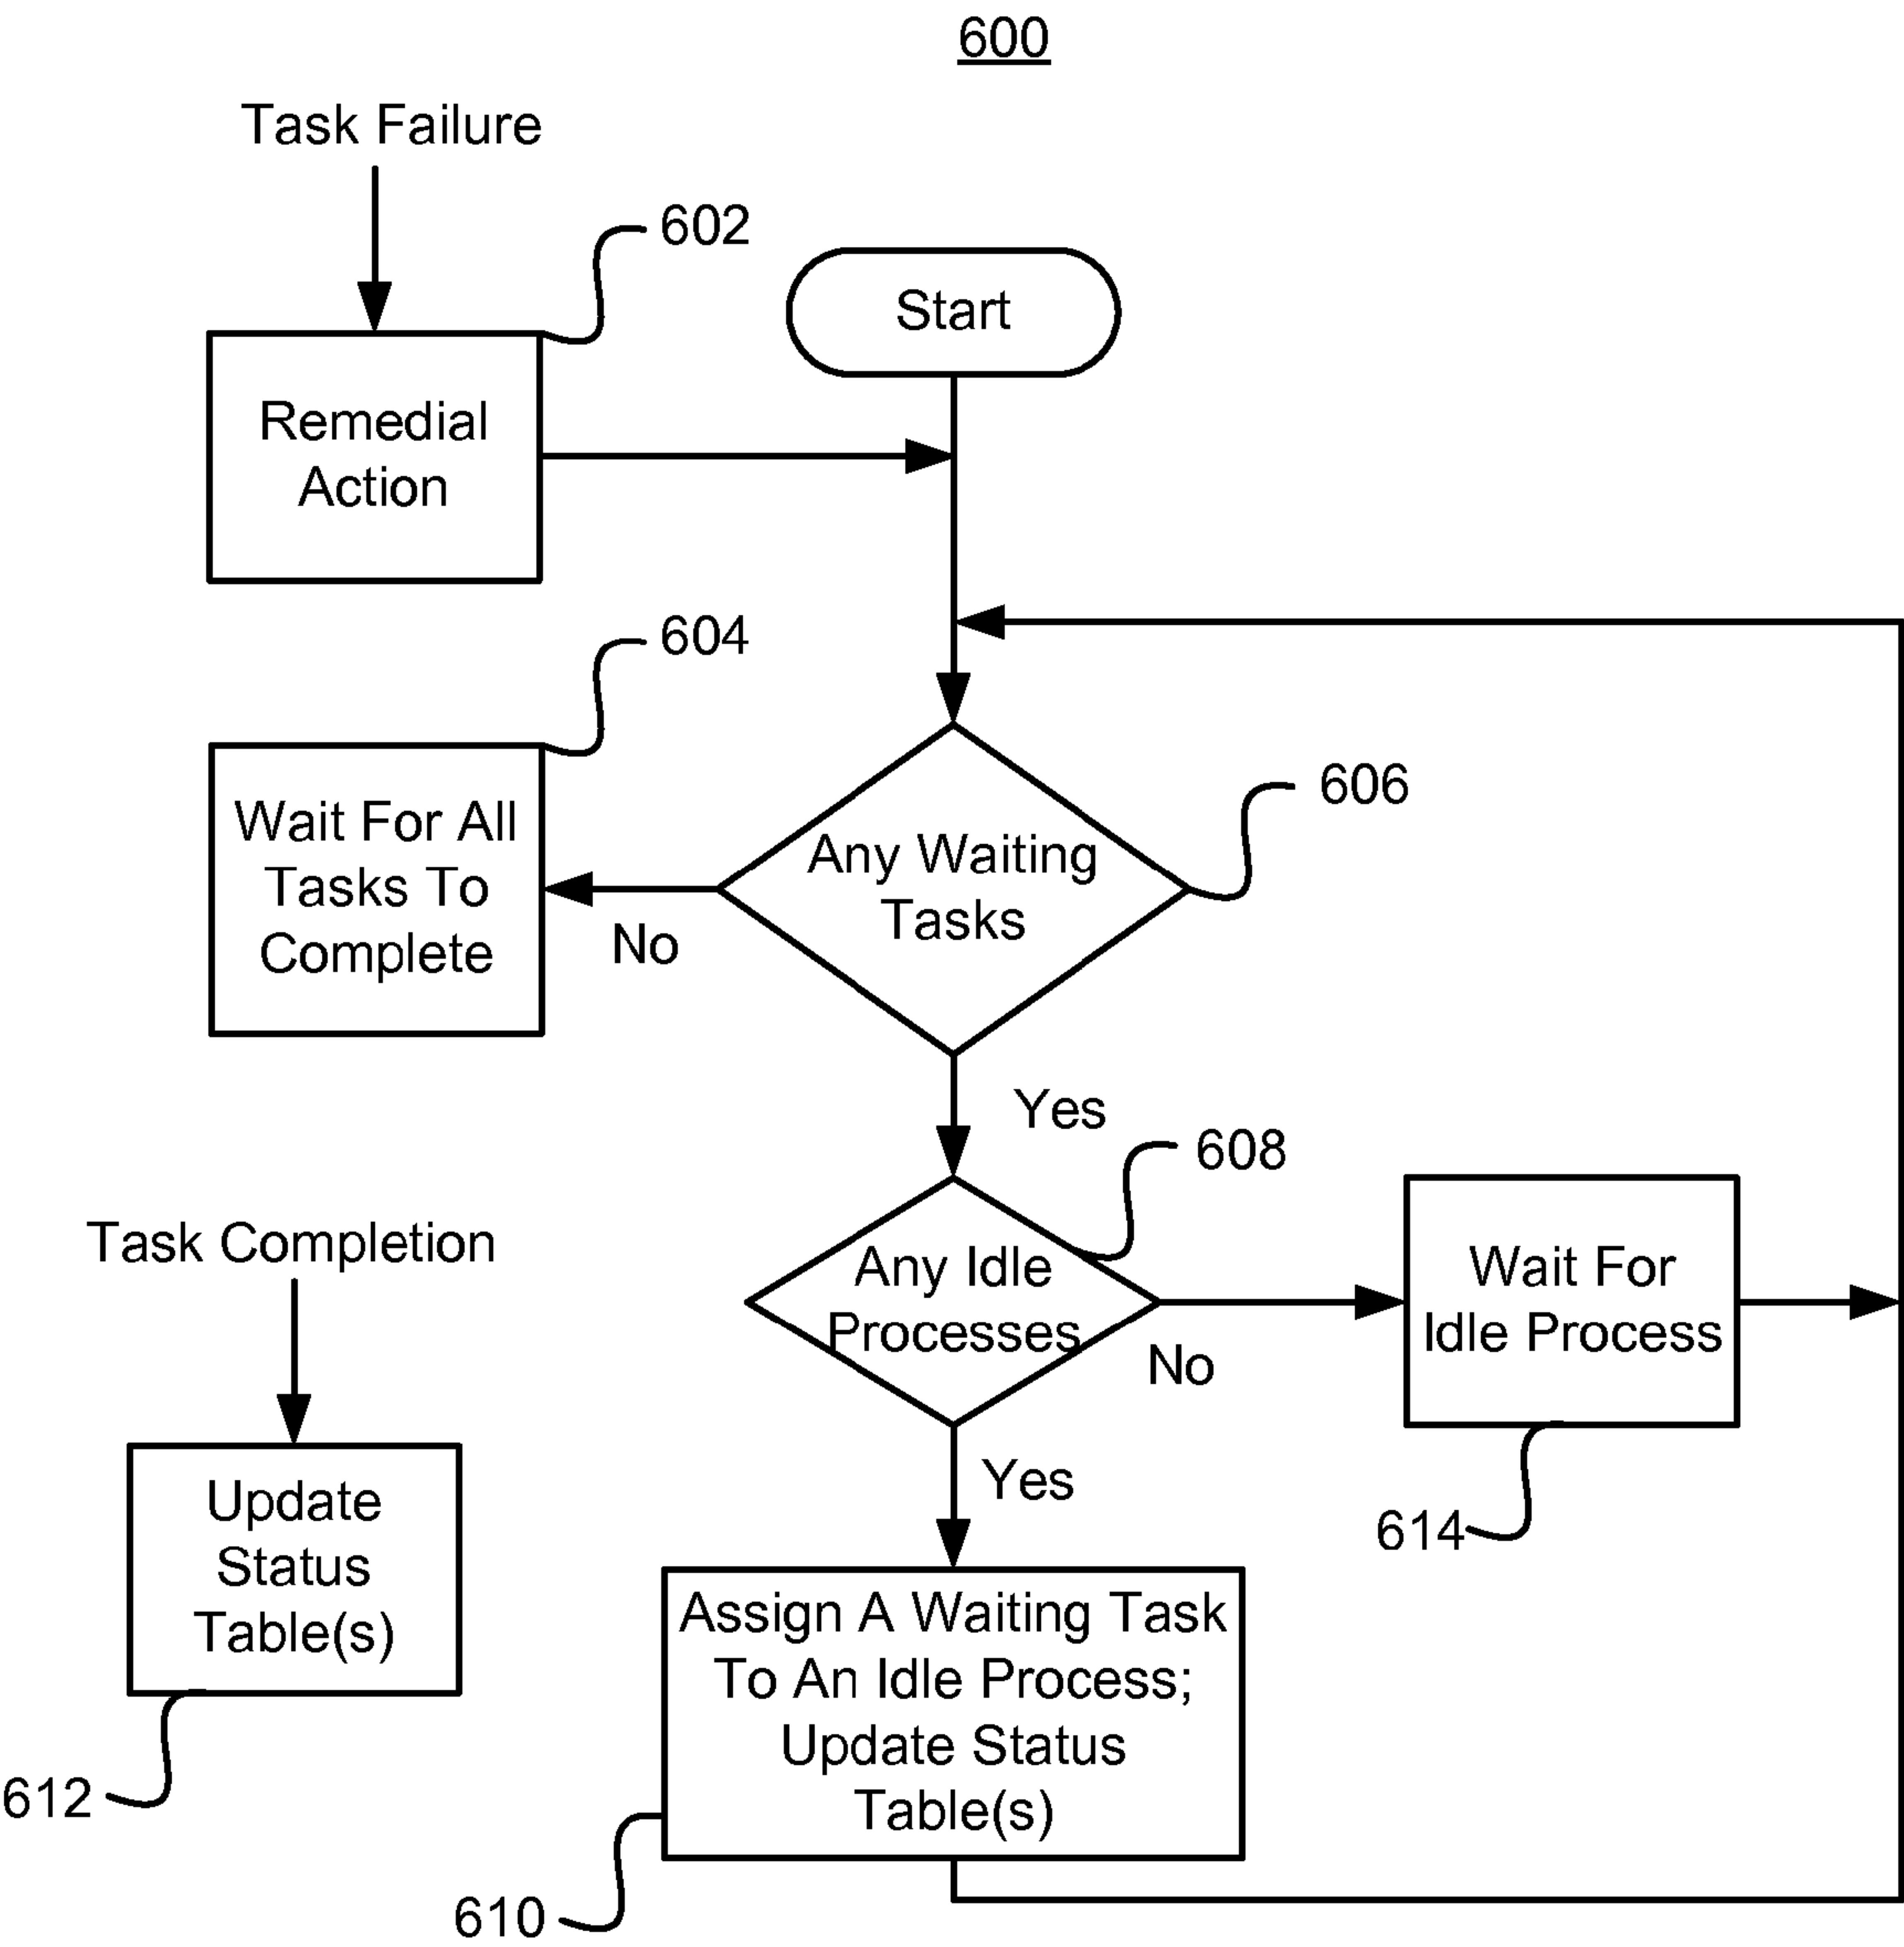 600
Task Failure
602
Start
Remedial
Action
604
Wait For All
Tasks To
Complete
606
Any Waiting
Tasks
No
Yes
608
Task Completion
Any Idle
Processes
Wait For
Idle Process
No
Update
Status
Table(s)
Yes
614
Assign A Waiting Task
To An Idle Process;
Update Status
Table(s)
612
610